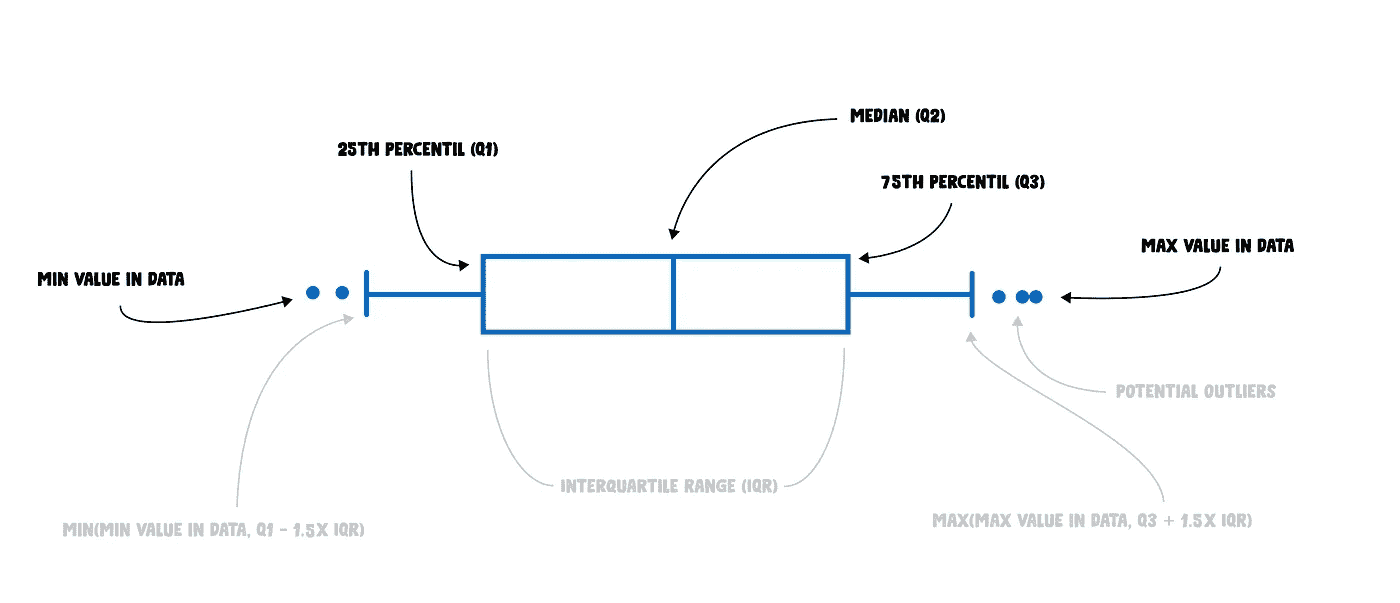 MEDIAN (Q2)
25TH PERCENTIL (Q1)
75TH PERCENTIL (Q3)
MAX VALUE IN DATA
MIN VALUE IN DATA
POTENTIAL OUTLIERS
INTERQUARTILE RANGE (IQR)
MAX(MAX VALUE IN DATA, Q3 + 1.5X IQR)
MIN(MIN VALUE IN DATA, Q1 - 1.5X IQR)